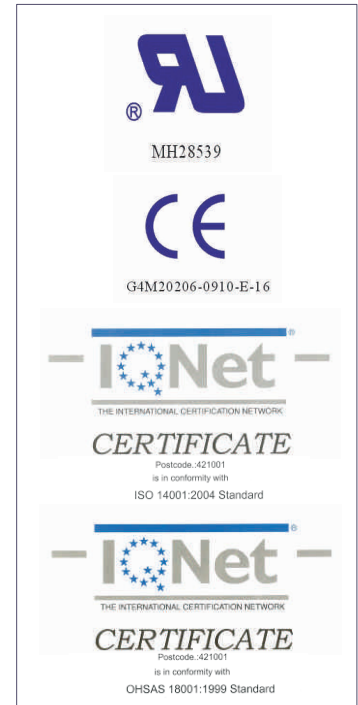 ®
MH28539
CE
G4M20206-0910-E-16
®
IQNet
THE INTERNATIONAL CERTIFICATION NETWORK
CERTIFICATE
Postcode.:421001
is in conformity with
ISO 14001:2004 Standard
®
IQNet
THE INTERNATIONAL CERTIFICATION NETWORK
CERTIFICATE
Postcode.:421001
is in conformity with
OHSAS 18001:1999 Standard